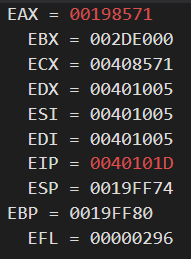 EAX = 00198571
EBX = 002DE000
ECX = 00408571
EDX = 00401005
ESI = 00401005
EDI = 00401005
EIP = 0040101D
ESP = 0019FF74
EBP = 0019FF80
EFL = 00000296